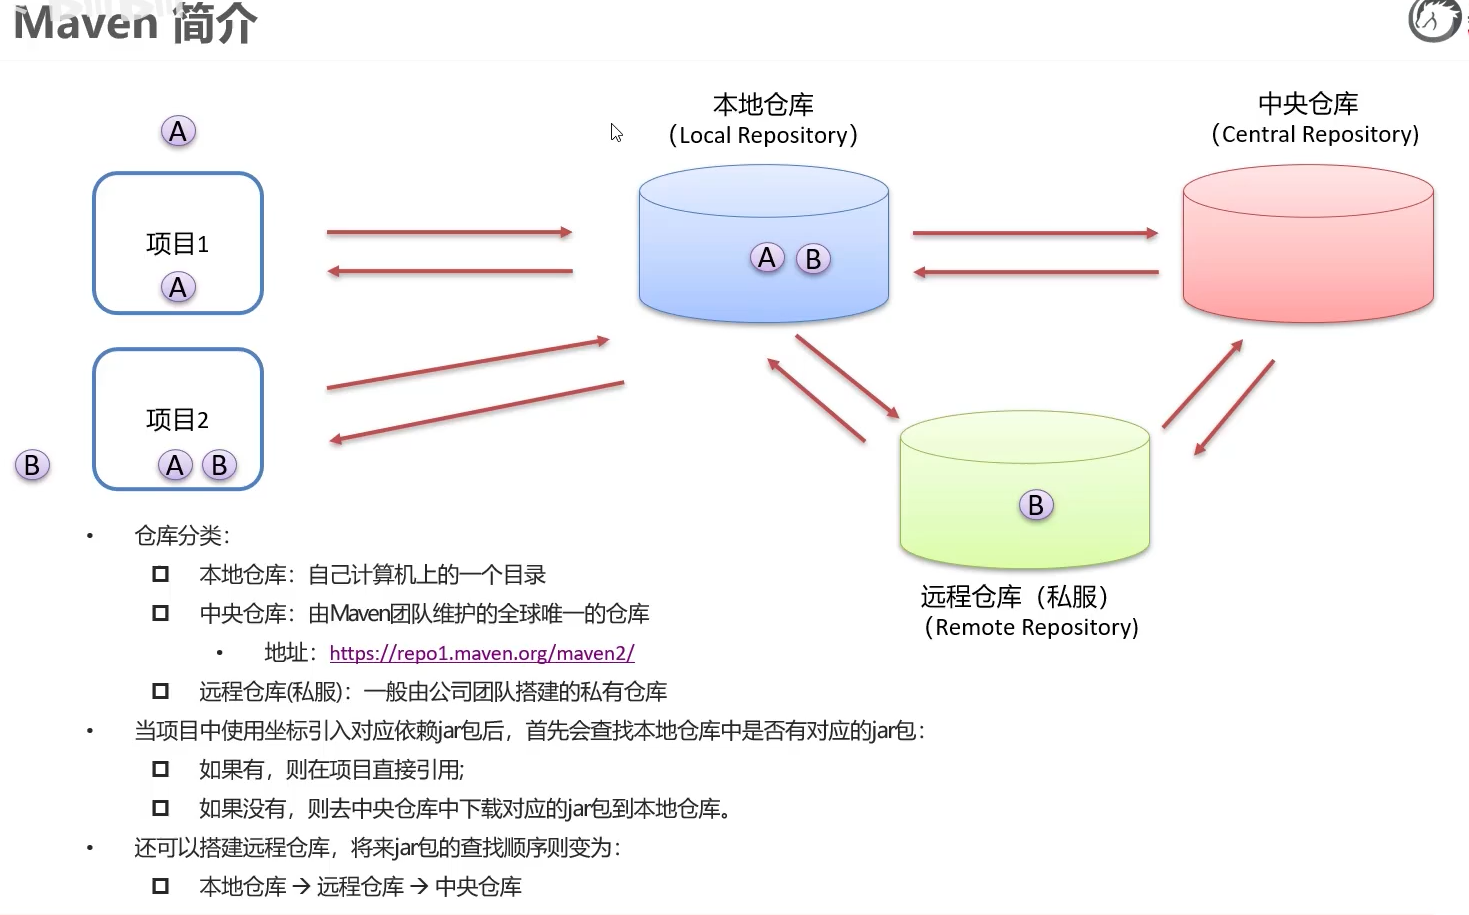 Maven 简介
本地仓库
（Local Repository）
中央仓库
（Central Repository）
A
项目1
A
A B
项目2
A B
B
B
远程仓库（私服）
（Remote Repository）
• 仓库分类：
本地仓库：自己计算机上的一个目录
中央仓库：由Maven团队维护的全球唯一的仓库
• 地址：https://repo1.maven.org/maven2/
远程仓库(私服)：一般由公司团队搭建的私有仓库
• 当项目中使用坐标引入对应依赖jar包后，首先会查找本地仓库中是否有对应的jar包：
如果有，则在项目直接引用;
如果没有，则去中央仓库中下载对应的jar包到本地仓库。
• 还可以搭建远程仓库，将来jar包的查找顺序则变为：
本地仓库 → 远程仓库 → 中央仓库